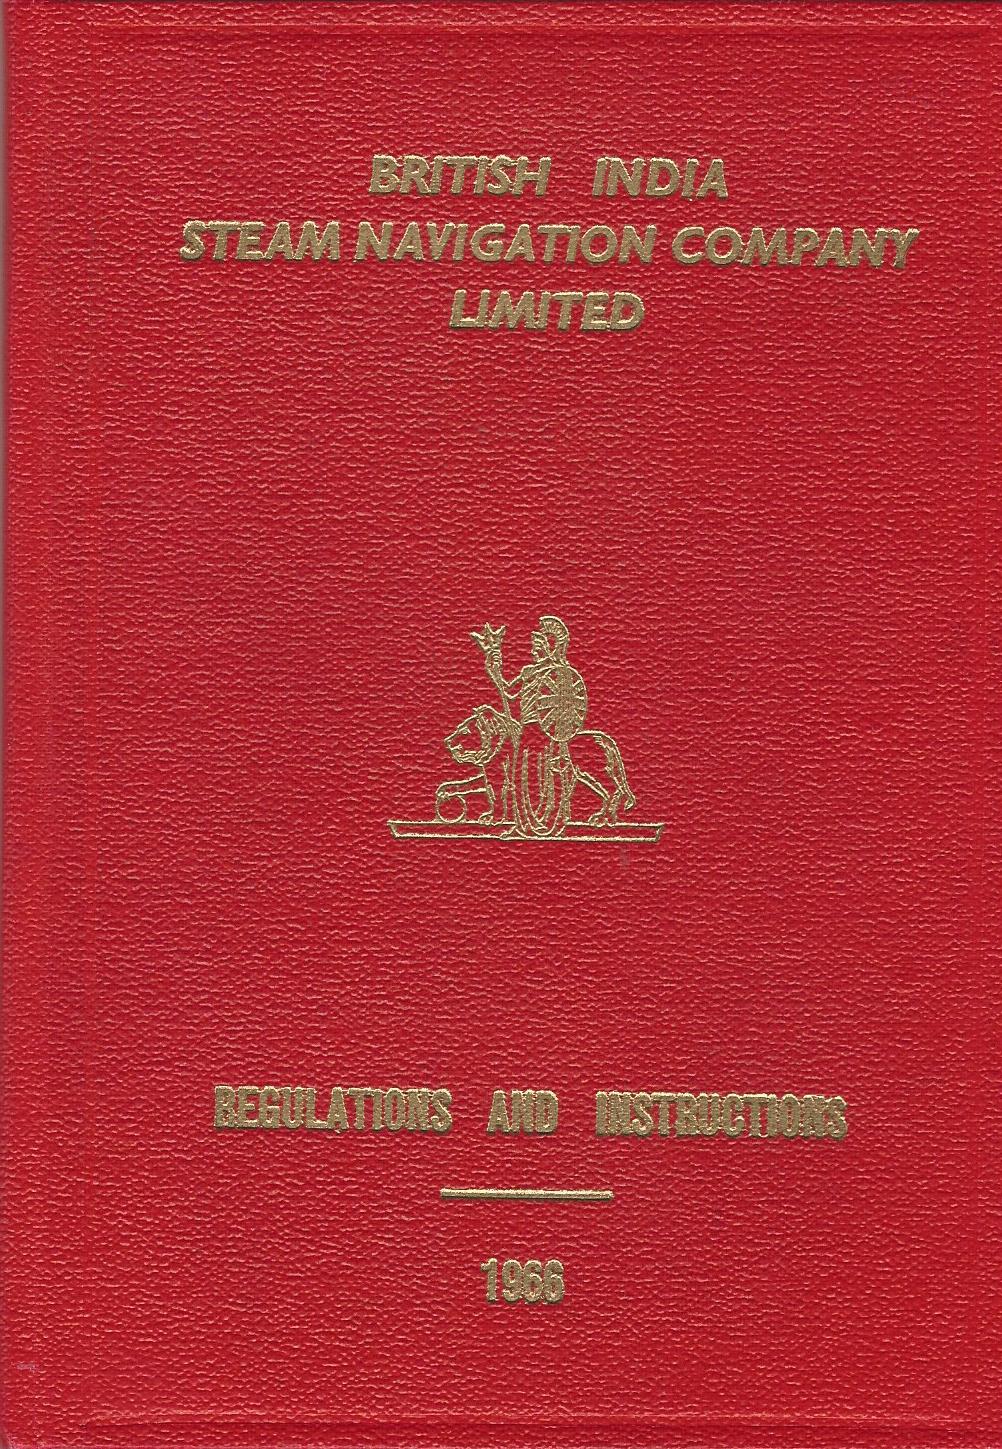 BRITISH INDIA
STEAM NAVIGATION COMPANY
LIMITED
REGULATIONS AND INSTRUCTIONS
1966